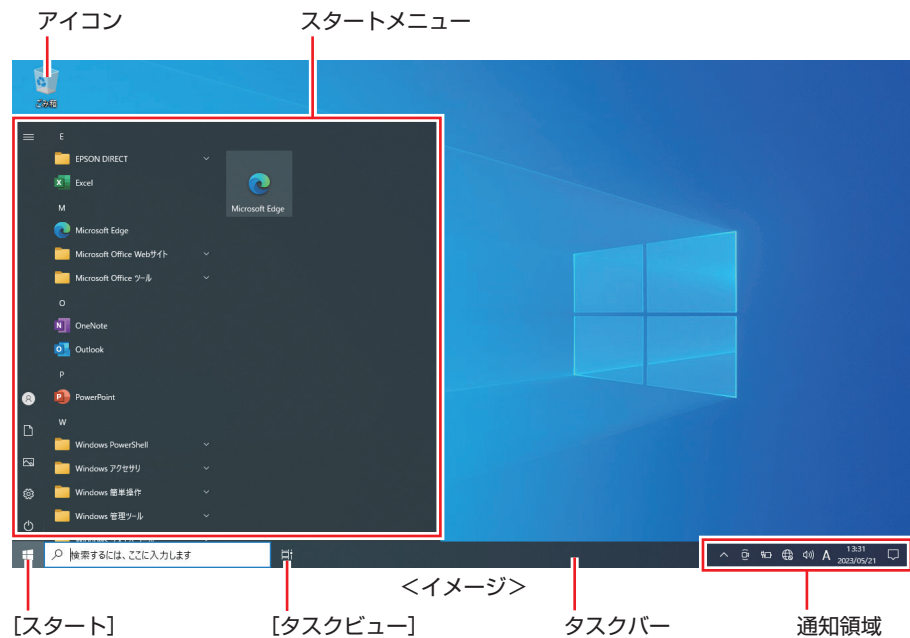 アイコン
スタートメニュー
ごみ箱
E
EPSON DIRECT
Excel
M
Microsoft Edge
Microsoft Edge
Microsoft Office Webサイト
Microsoft Office ツール
O
OneNote
Outlook
P
PowerPoint
W
Windows PowerShell
Windows アクセサリ
Windows 簡単操作
Windows 管理ツール
検索するには、ここに入力します
A
13:31
2023/05/21
<イメージ>
[スタート]
[タスクビュー]
タスクバー
通知領域